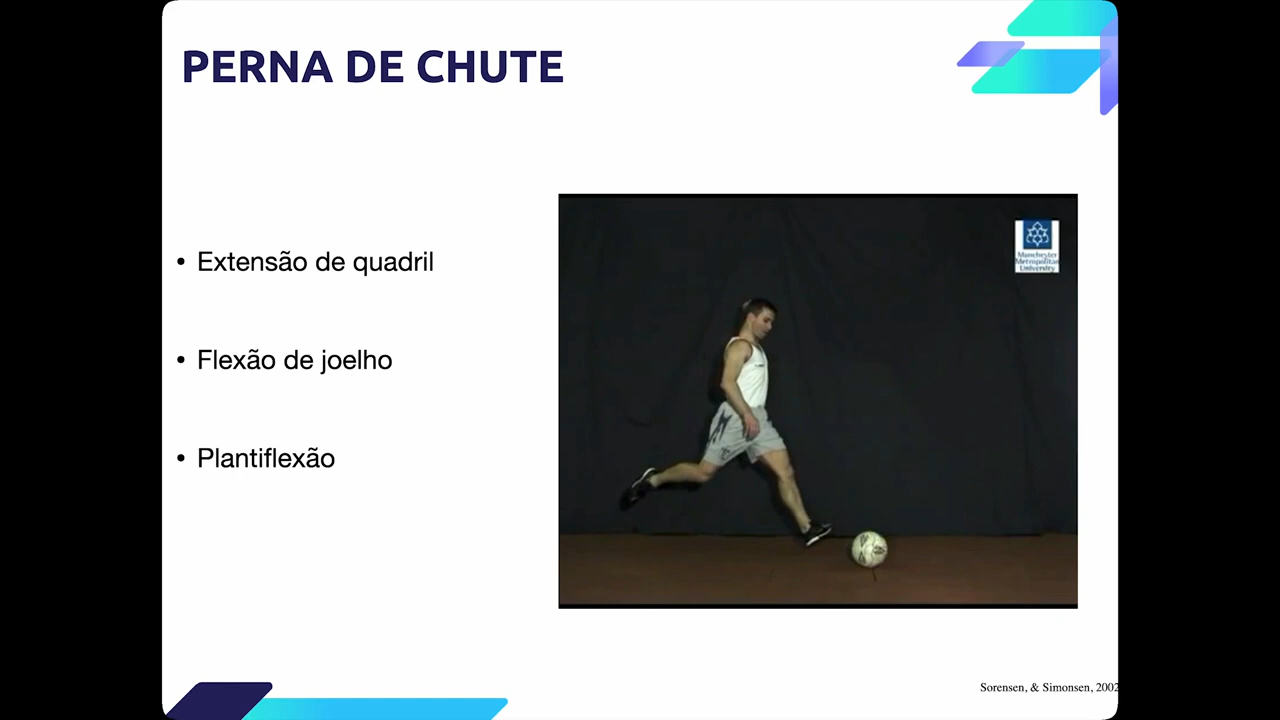 PERNA DE CHUTE
• Extensão de quadril
• Flexão de joelho
• Plantiflexão
Manchester
Metropolitan
University
Sorensen, & Simonsen, 2002